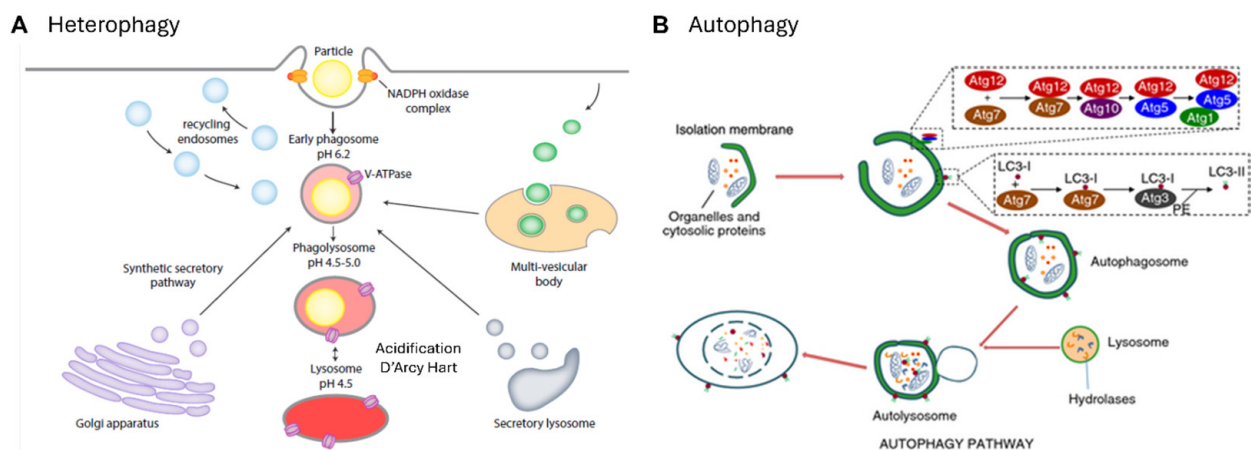 A Heterophagy
Particle
NADPH oxidase
complex
recycling
endosomes
Early phagosome
pH 6.2
V-ATPase
Phagolysosome
pH 4.5-5.0
Synthetic secretory
pathway
Multi-vesicular
body
Acidification
D'Arcy Hart
Lysosome
pH 4.5
Golgi apparatus
Secretory lysosome
B Autophagy
Atg12 Atg12 Atg12 Atg12 Atg12
+
Atg7 Atg7 Atg10 Atg5 Atg5
Atg1
Isolation membrane
LC3-I LC3-I LC3-I LC3-II
+
Atg7 Atg7 Atg3
PE
Organelles and
cytosolic proteins
Autophagosome
Lysosome
Hydrolases
Autolysosome
AUTOPHAGY PATHWAY